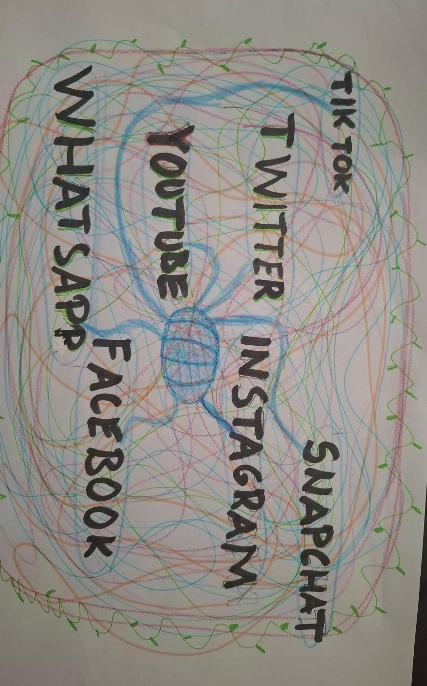 TIK TOK
TWITTER
YOUTUBE
WHATSAPP
SNAPCHAT
INSTAGRAM
FACEBOOK